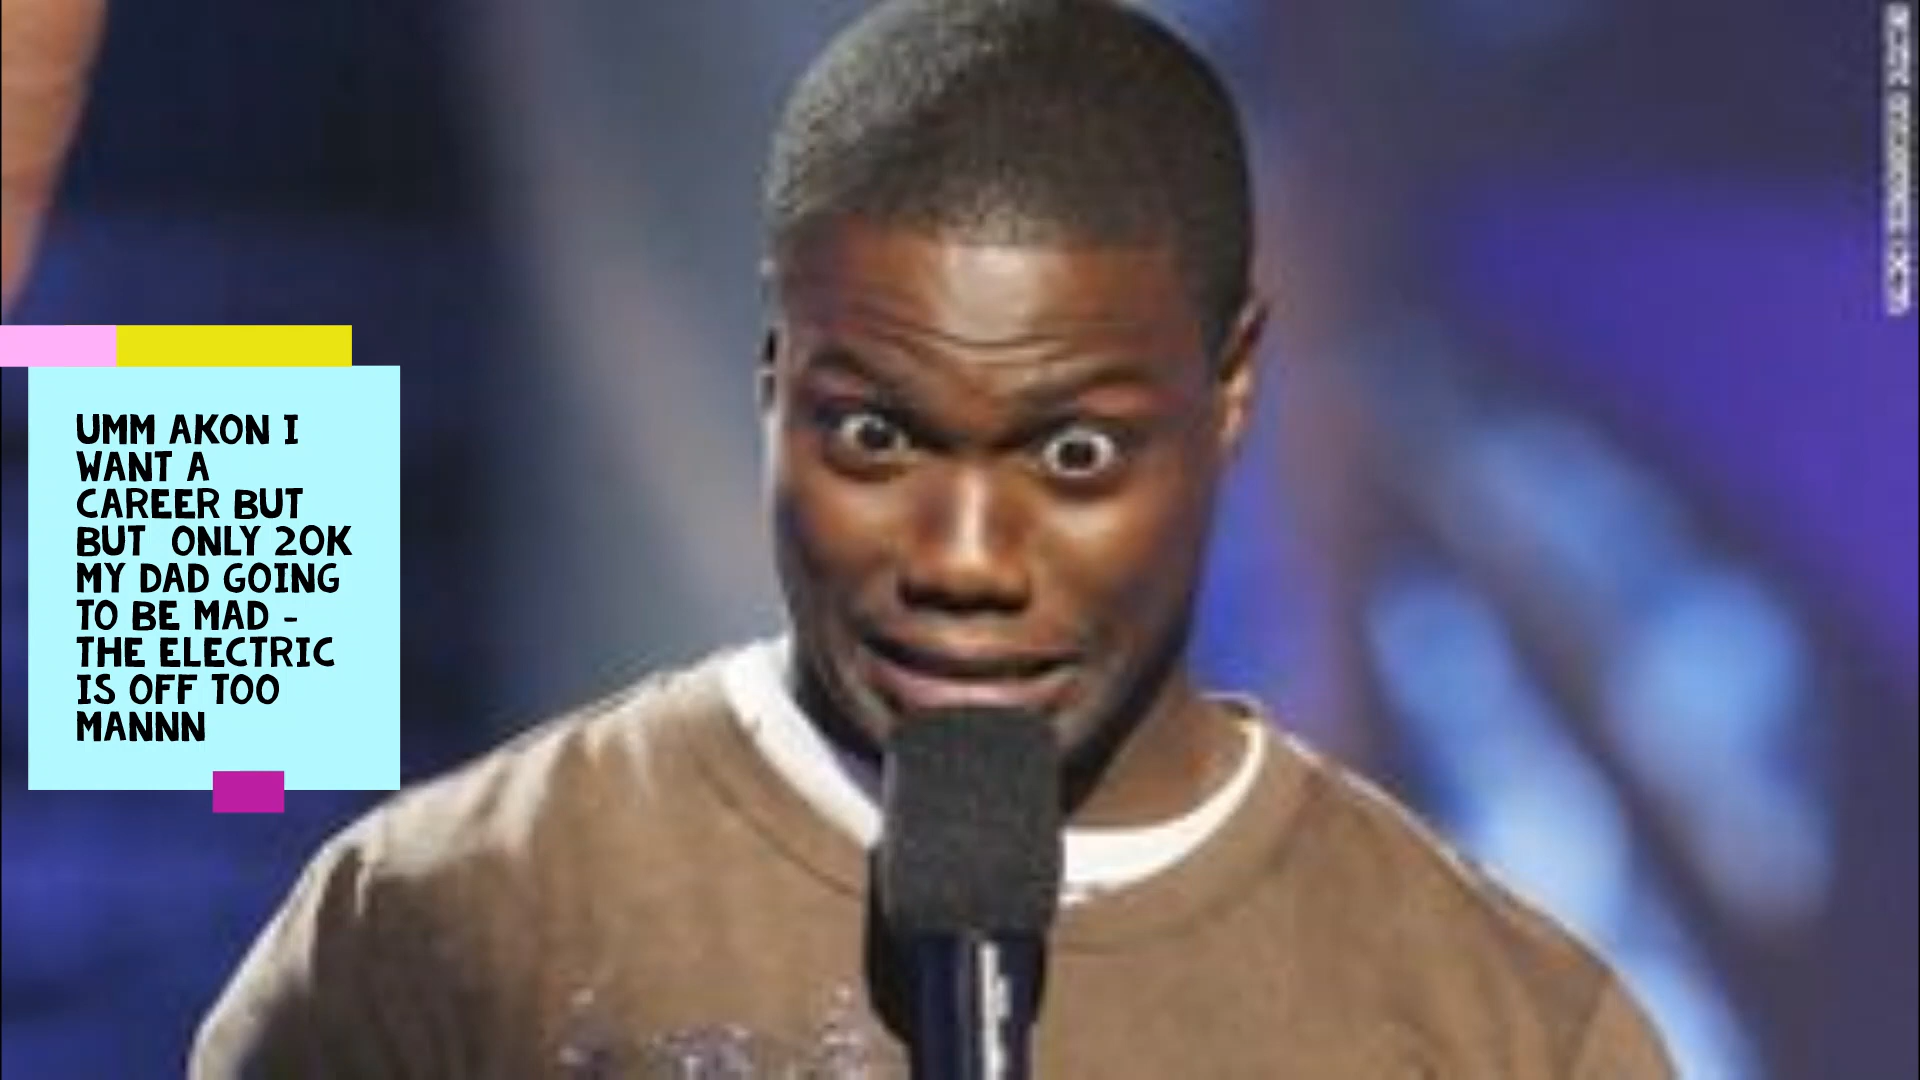 UMM AKON I
WANT A
CAREER BUT
BUT ONLY 20K
MY DAD GOING
TO BE MAD -
THE ELECTRIC
IS OFF TOO
MANNN